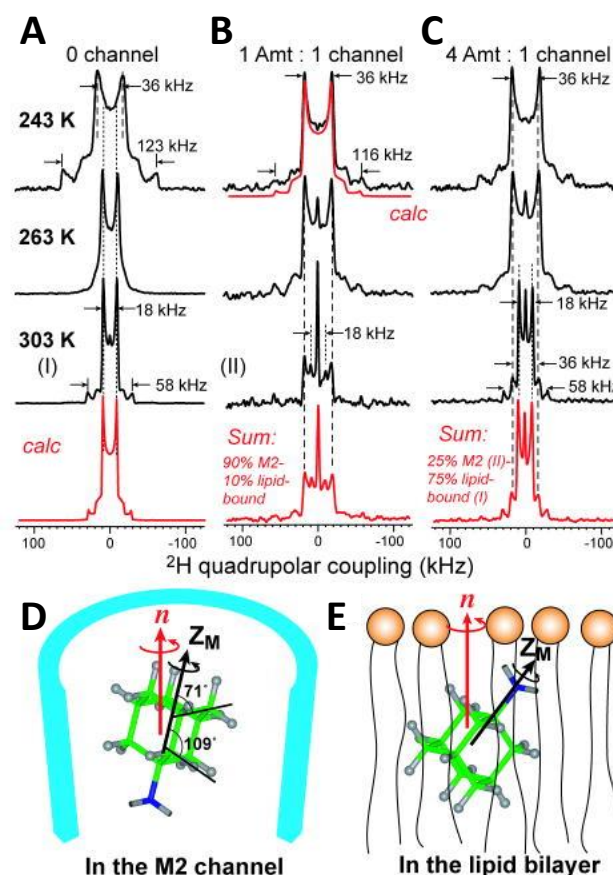 A
B
C
0 channel
1 Amt : 1 channel
4 Amt : 1 channel
243 K
36 kHz
36 kHz
36 kHz
123 kHz
116 kHz
calc
263 K
303 K
18 kHz
18 kHz
18 kHz
36 kHz
(I)
58 kHz
(II)
58 kHz
calc
Sum:
90% M2-
10% lipid-
bound
Sum:
25% M2 (II)-
75% lipid-
bound (I)
100 0 -100
100 0 -100
100 0 -100
²H quadrupolar coupling (kHz)
D
E
n
Z_M
71°
109°
n
Z_M
In the M2 channel
In the lipid bilayer